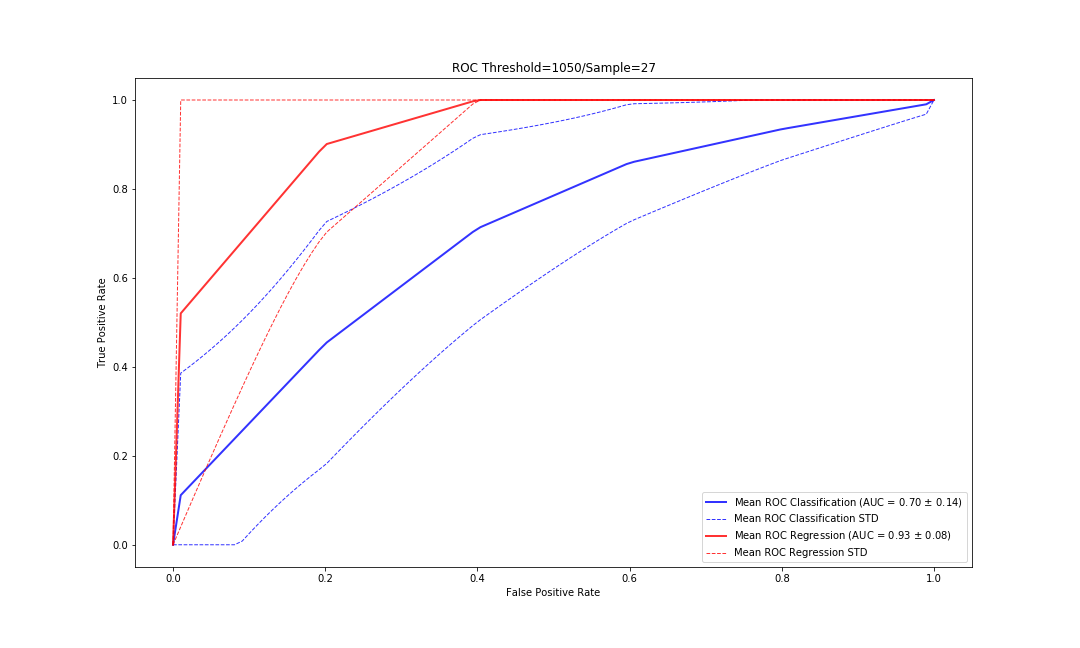 ROC Threshold=1050/Sample=27
1.0
0.8
0.6
0.4
0.2
0.0
True Positive Rate
Mean ROC Classification (AUC = 0.70 ± 0.14)
Mean ROC Classification STD
Mean ROC Regression (AUC = 0.93 ± 0.08)
Mean ROC Regression STD
0.0 0.2 0.4 0.6 0.8 1.0
False Positive Rate